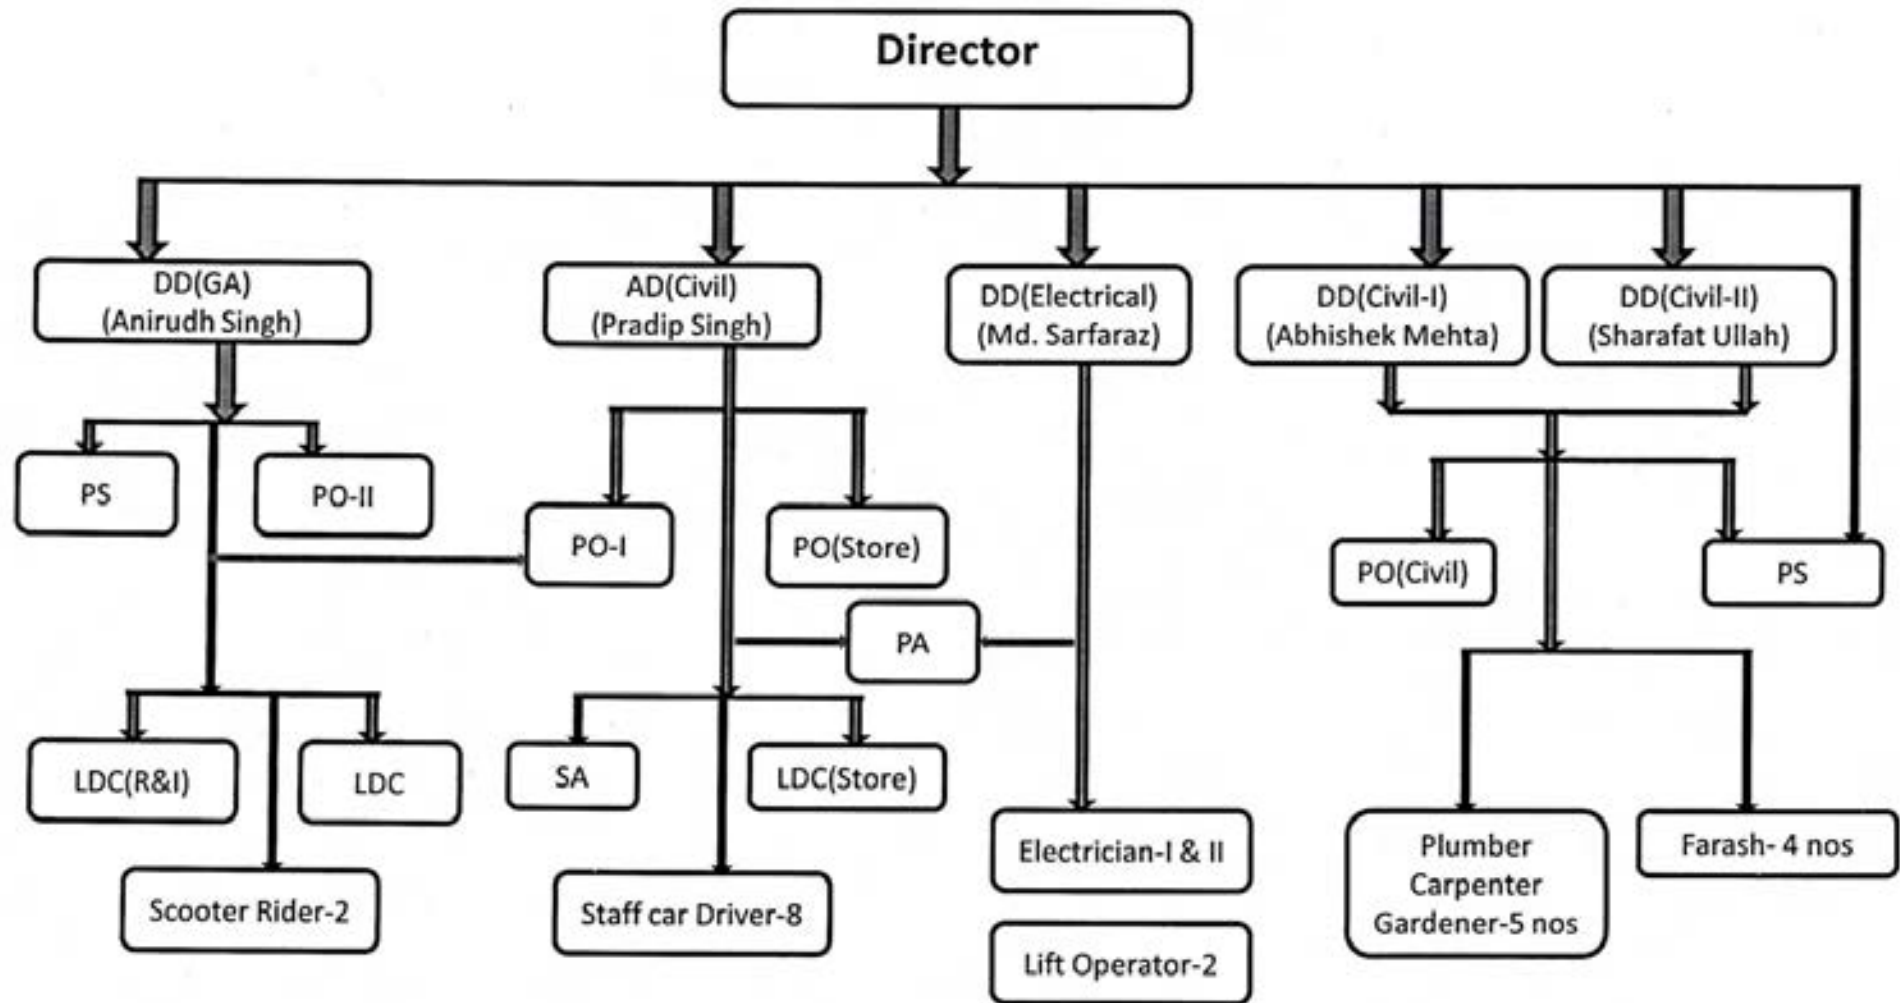 Director
DD(GA)
(Anirudh Singh)
AD(Civil)
(Pradip Singh)
DD(Electrical)
(Md. Sarfaraz)
DD(Civil-I)
(Abhishek Mehta)
DD(Civil-II)
(Sharafat Ullah)
PS
PO-II
PO-I
PO(Store)
PO(Civil)
PS
PA
LDC(R&I)
LDC
SA
LDC(Store)
Electrician-I & II
Plumber
Carpenter
Gardener-5 nos
Farash- 4 nos
Scooter Rider-2
Staff car Driver-8
Lift Operator-2